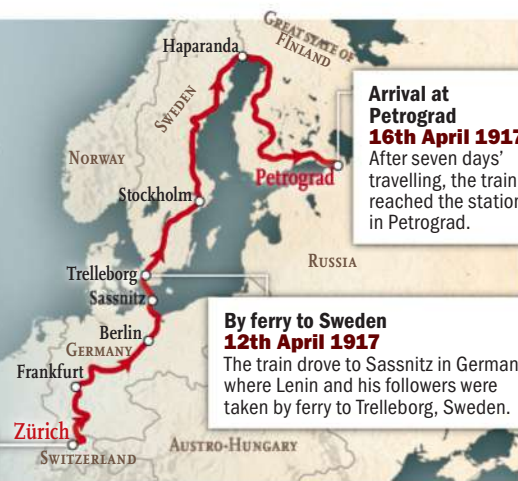 Haparanda
GREAT STATE OF
FINLAND
SWEDEN
Arrival at
Petrograd
16th April 1917
After seven days'
travelling, the train
reached the station
in Petrograd.
NORWAY
Petrograd
Stockholm
RUSSIA
Trelleborg
Sassnitz
By ferry to Sweden
12th April 1917
The train drove to Sassnitz in German
where Lenin and his followers were
taken by ferry to Trelleborg, Sweden.
Berlin
GERMANY
Frankfurt
Zürich
SWITZERLAND
AUSTRO-HUNGARY